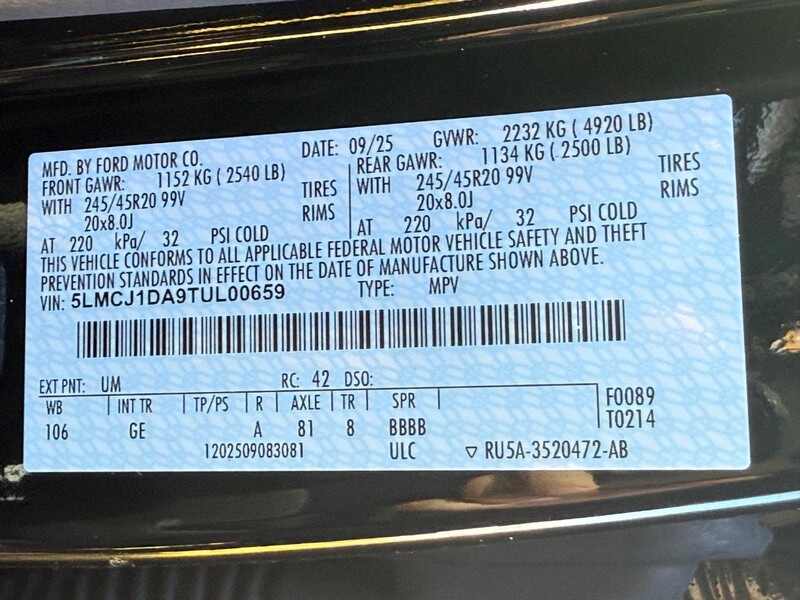 MFD. BY FORD MOTOR CO. DATE: 09/25 GVWR: 2232 KG ( 4920 LB)
FRONT GAWR: 1152 KG ( 2540 LB) REAR GAWR: 1134 KG ( 2500 LB)
WITH 245/45R20 99V TIRES WITH 245/45R20 99V TIRES
20x8.0J RIMS 20x8.0J RIMS
AT 220 kPa/ 32 PSI COLD AT 220 kPa/ 32 PSI COLD
THIS VEHICLE CONFORMS TO ALL APPLICABLE FEDERAL MOTOR VEHICLE SAFETY AND THEFT
PREVENTION STANDARDS IN EFFECT ON THE DATE OF MANUFACTURE SHOWN ABOVE.
VIN: 5LMCJ1DA9TUL00659 TYPE: MPV
EXT PNT: UM RC: 42 DSO:
WB INT TR TP/PS R AXLE TR SPR F0089
106 GE A 81 8 BBBB T0214
1202509083081 ULC ▽ RU5A-3520472-AB